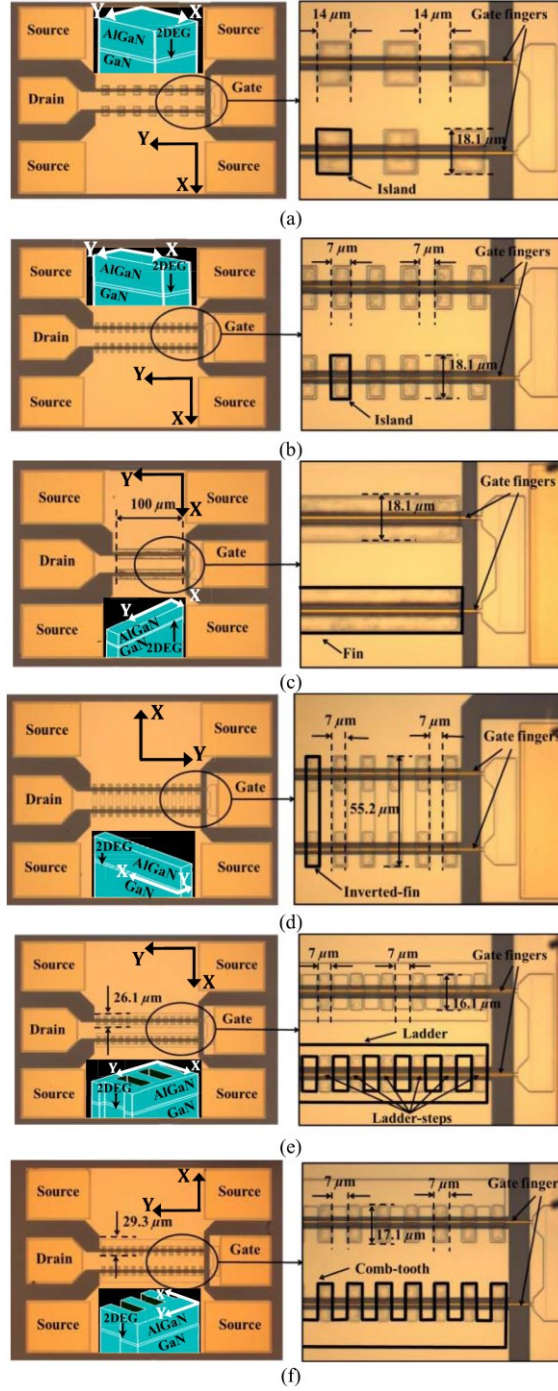 Source
Y X
AlGaN 2DEG
GaN
Source
Drain
Gate
Y
X
Source
Source
14 µm
14 µm
Gate fingers
18.1 µm
Island
(a)
Source
Y X
AlGaN 2DEG
GaN
Source
Drain
Gate
Y
X
Source
Source
7 µm
7 µm
Gate fingers
18.1 µm
Island
(b)
Source
Y
X
Source
100 µm
Drain
Gate
Source
Y X
AlGaN
GaN
2DEG
Source
18.1 µm
Gate fingers
Fin
(c)
Source
X
Y
Source
Drain
Gate
Source
2DEG
X
AlGaN
Y
GaN
Source
7 µm
7 µm
Gate fingers
55.2 µm
Inverted-fin
(d)
Source
Y
X
Source
26.1 µm
Drain
Gate
Source
Y X
2DEG
AlGaN
GaN
Source
7 µm
7 µm
Gate fingers
16.1 µm
Ladder
Ladder-steps
(e)
Source
X
Y
Source
29.3 µm
Drain
Gate
Source
X
Y
2DEG
AlGaN
GaN
Source
7 µm
7 µm
Gate fingers
17.1 µm
Comb-tooth
(f)